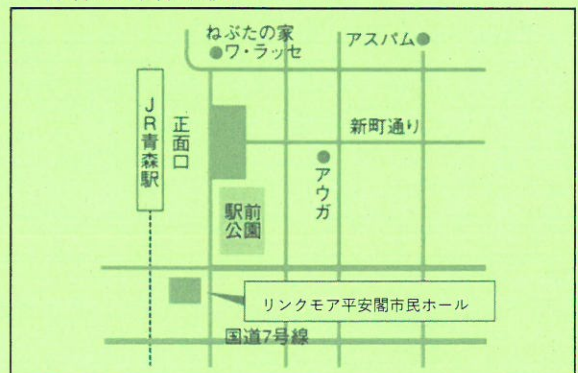 ねぶたの家
ワ・ラッセ
アスパム
JR青森駅
正面口
新町通り
アウガ
駅前
公園
リンクモア平安閣市民ホール
国道7号線